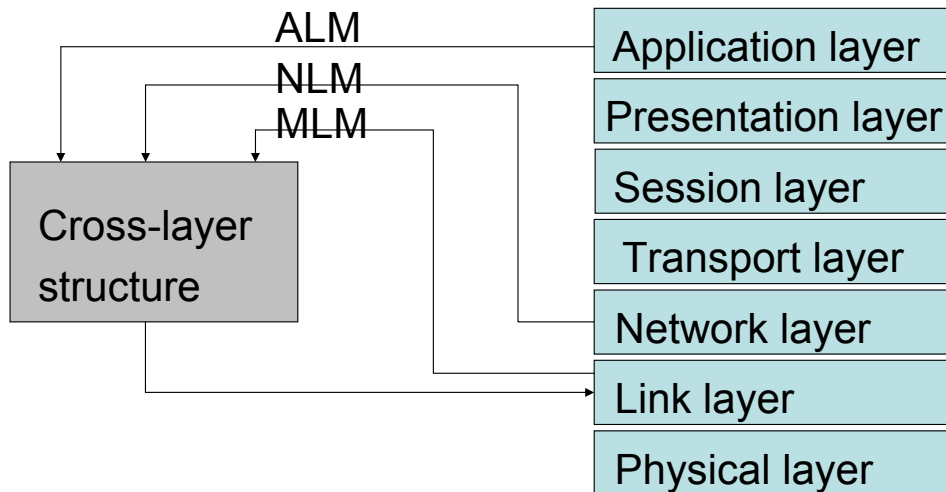 ALM
NLM
MLM
Cross-layer
structure
Application layer
Presentation layer
Session layer
Transport layer
Network layer
Link layer
Physical layer